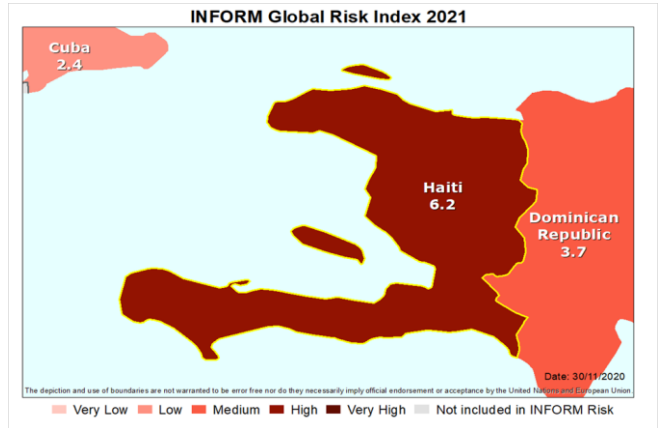 INFORM Global Risk Index 2021
Cuba
2.4
Haiti
6.2
Dominican
Republic
3.7
Date: 30/11/2020
The depiction and use of boundaries are not warranted to be error free nor do they necessarily imply official endorsement or acceptance by the United Nations and European Union.
Very Low Low Medium High Very High Not included in INFORM Risk